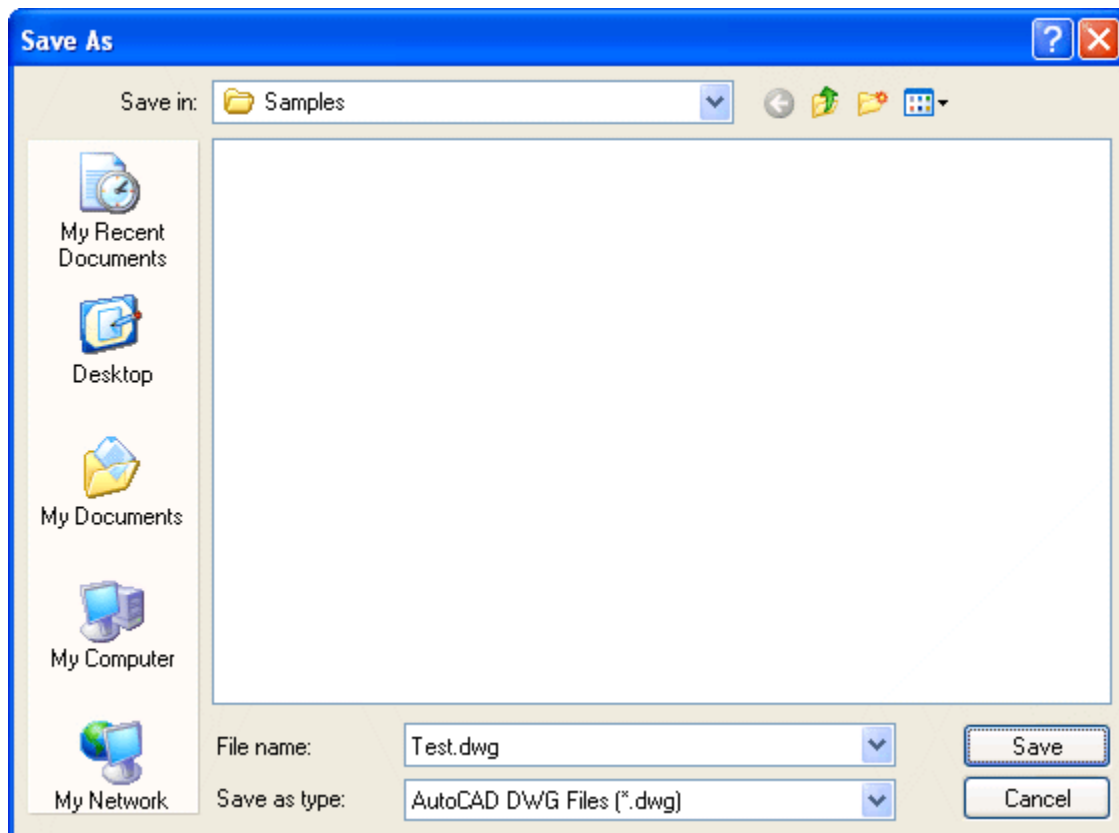 Save As
Save in:
Samples
My Recent
Documents
Desktop
My Documents
My Computer
My Network
File name:
Test.dwg
Save
Save as type:
AutoCAD DWG Files (*.dwg)
Cancel